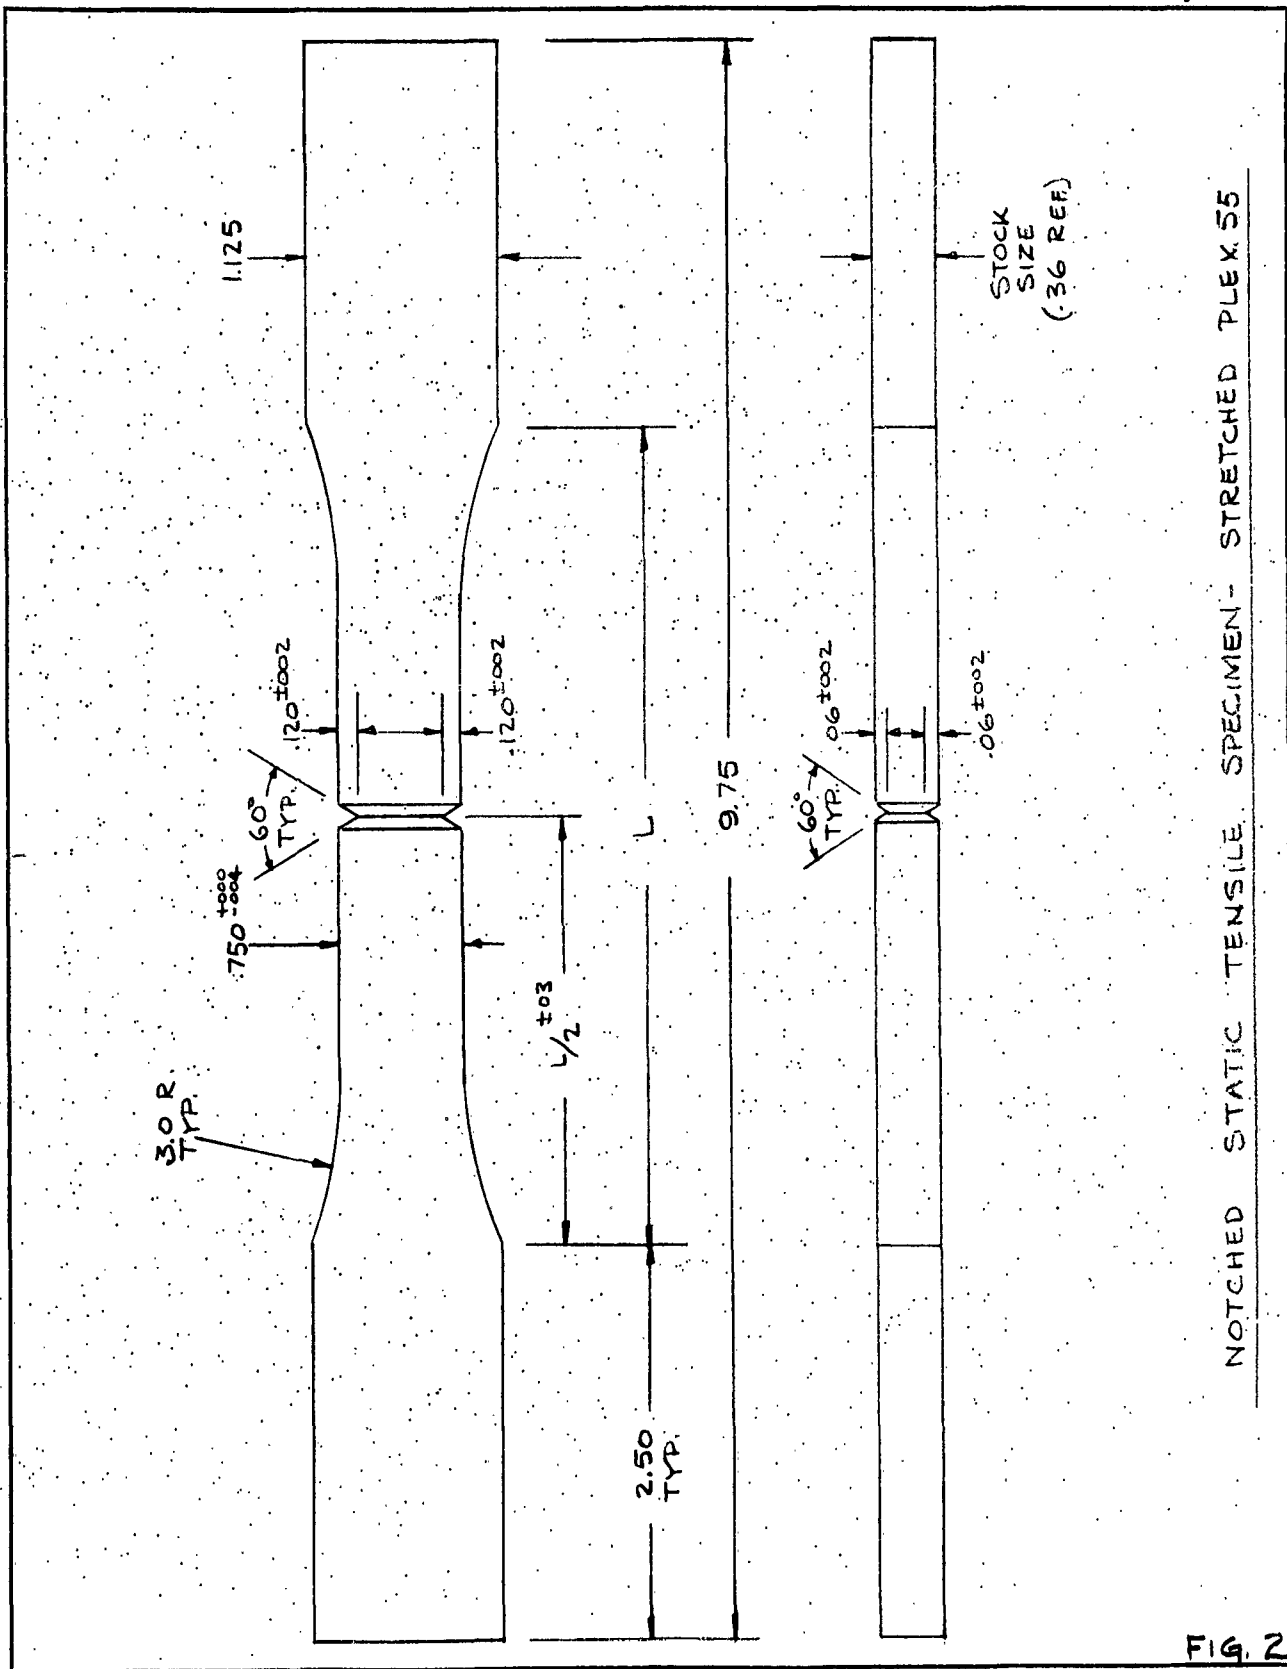 1.125
3.0 R.
TYP.
.750 +000
-004
60°
TYP.
.120 ±002
.120 ±002
L/2 ±03
L
2.50
TYP.
9.75
60°
TYP.
.06 ±002
.06 ±002
STOCK
SIZE
(.36 REF.)
NOTCHED STATIC TENSILE SPECIMEN - STRETCHED PLEX 55
FIG. 2